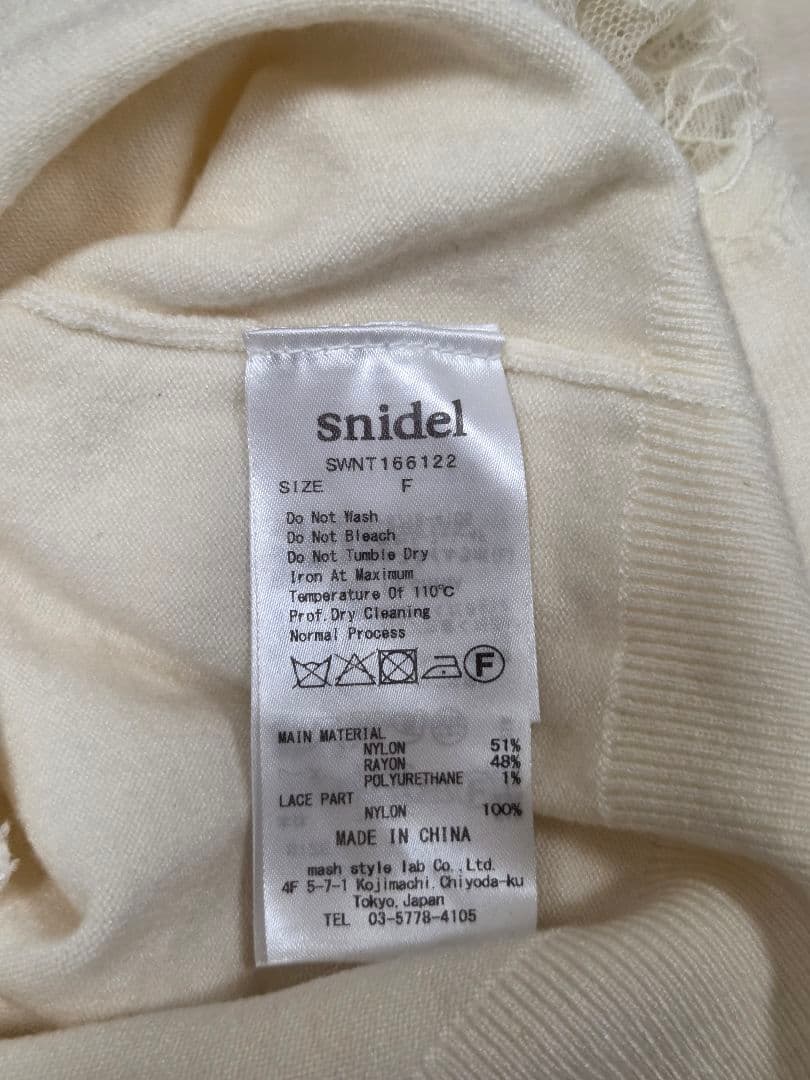 snidel
SWNT166122
SIZE F
Do Not Wash
Do Not Bleach
Do Not Tumble Dry
Iron At Maximum
Temperature Of 110℃
Prof.Dry Cleaning
Normal Process
F
MAIN MATERIAL
NYLON 51%
RAYON 48%
POLYURETHANE 1%
LACE PART
NYLON 100%
MADE IN CHINA
mash style lab Co.,Ltd.
4F 5-7-1 Kojimachi,Chiyoda-ku
Tokyo,Japan
TEL 03-5778-4105